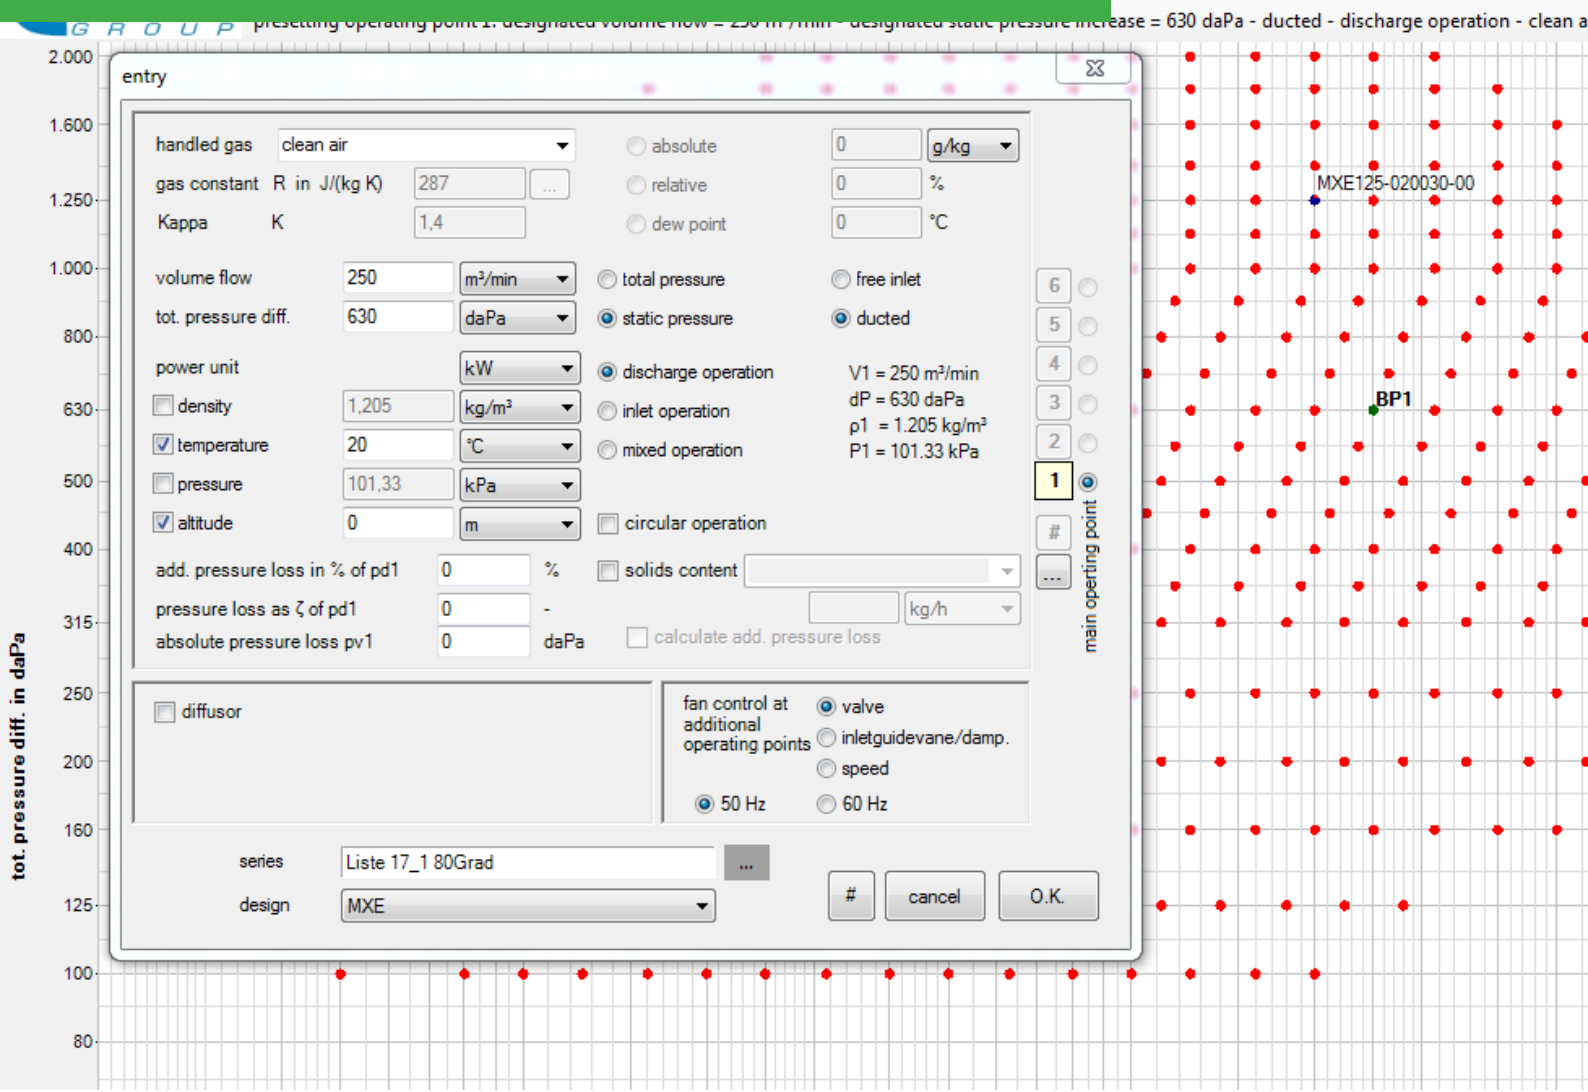 GROUP presetting operating point 1: designated volume flow = 250 m³/min - designated static pressure increase = 630 daPa - ducted - discharge operation - clean a
entry
handled gas clean air absolute 0 g/kg
gas constant R in J/(kg K) 287 ... relative 0 %
Kappa K 1,4 dew point 0 °C
volume flow 250 m³/min total pressure free inlet
tot. pressure diff. 630 daPa static pressure ducted
power unit kW discharge operation V1 = 250 m³/min
density 1,205 kg/m³ inlet operation dP = 630 daPa
ρ1 = 1.205 kg/m³
temperature 20 °C mixed operation P1 = 101.33 kPa
pressure 101,33 kPa
altitude 0 m circular operation
add. pressure loss in % of pd1 0 % solids content
pressure loss as ζ of pd1 0 - kg/h
absolute pressure loss pv1 0 daPa calculate add. pressure loss
6
5
4
3
2
1
#
...
main operting point
diffusor
fan control at
additional
operating points
valve
inletguidevane/damp.
speed
50 Hz 60 Hz
series Liste 17_1 80Grad ...
design MXE
# cancel O.K.
MXE125-020030-00
BP1
tot. pressure diff. in daPa
2.000
1.600
1.250
1.000
800
630
500
400
315
250
200
160
125
100
80